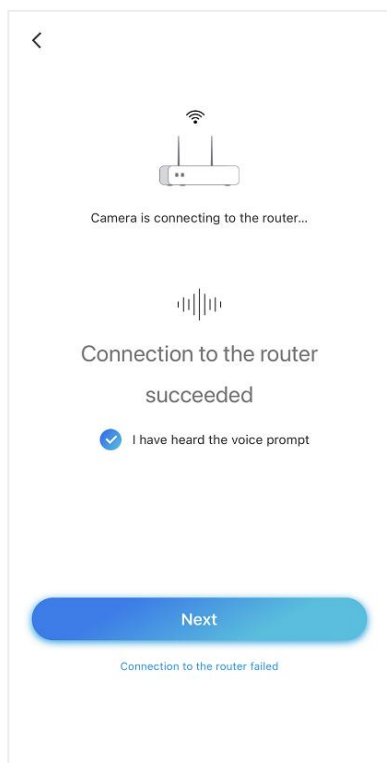 Camera is connecting to the router...
Connection to the router
succeeded
I have heard the voice prompt
Next
Connection to the router failed